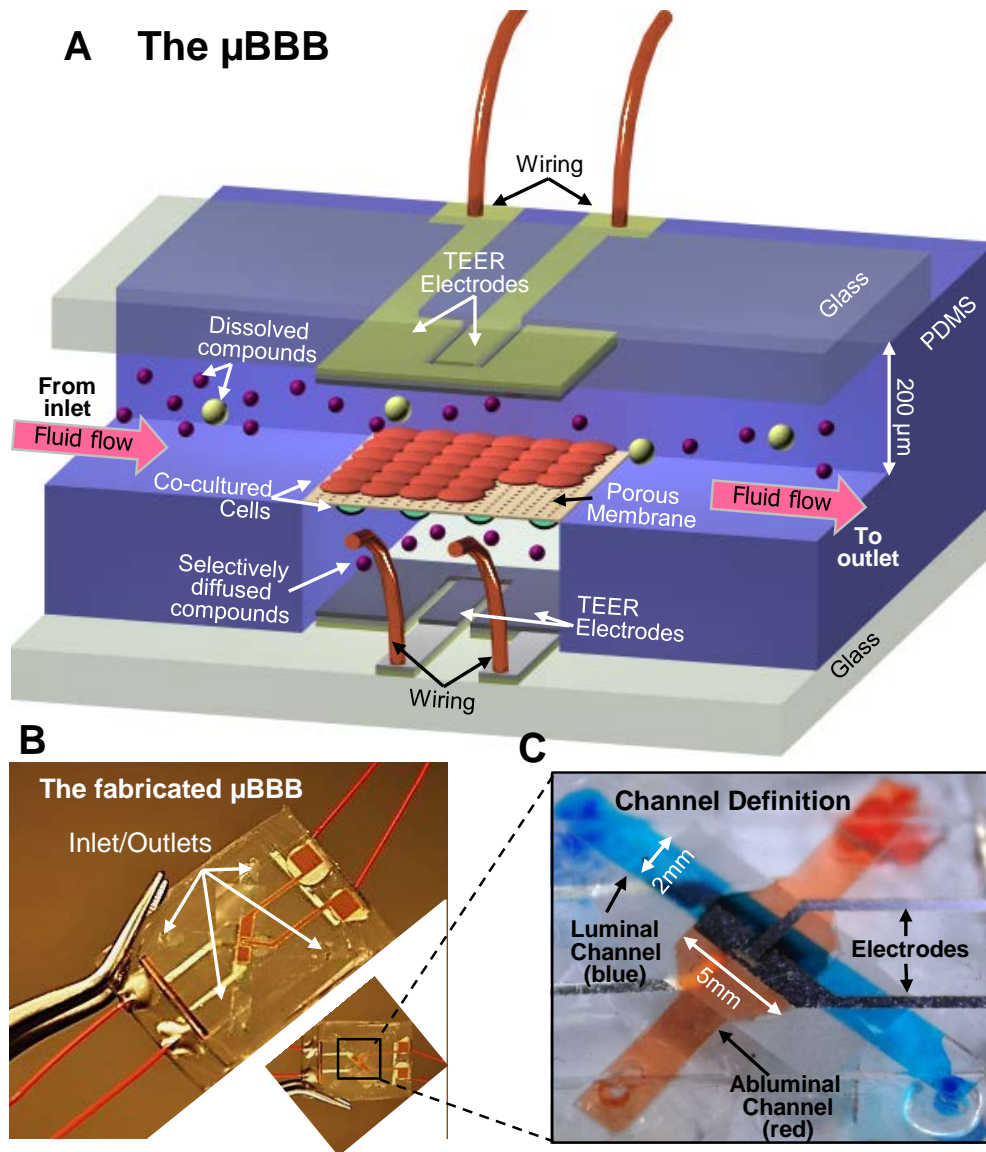 A The µBBB
Wiring
TEER
Electrodes
Glass
PDMS
Dissolved
compounds
200 µm
From
inlet
Fluid flow
Co-cultured
Cells
Porous
Membrane
Fluid flow
To
outlet
Selectively
diffused
compounds
TEER
Electrodes
Glass
Wiring
B
The fabricated µBBB
Inlet/Outlets
C
Channel Definition
2mm
Luminal
Channel
(blue)
Electrodes
5mm
Abluminal
Channel
(red)